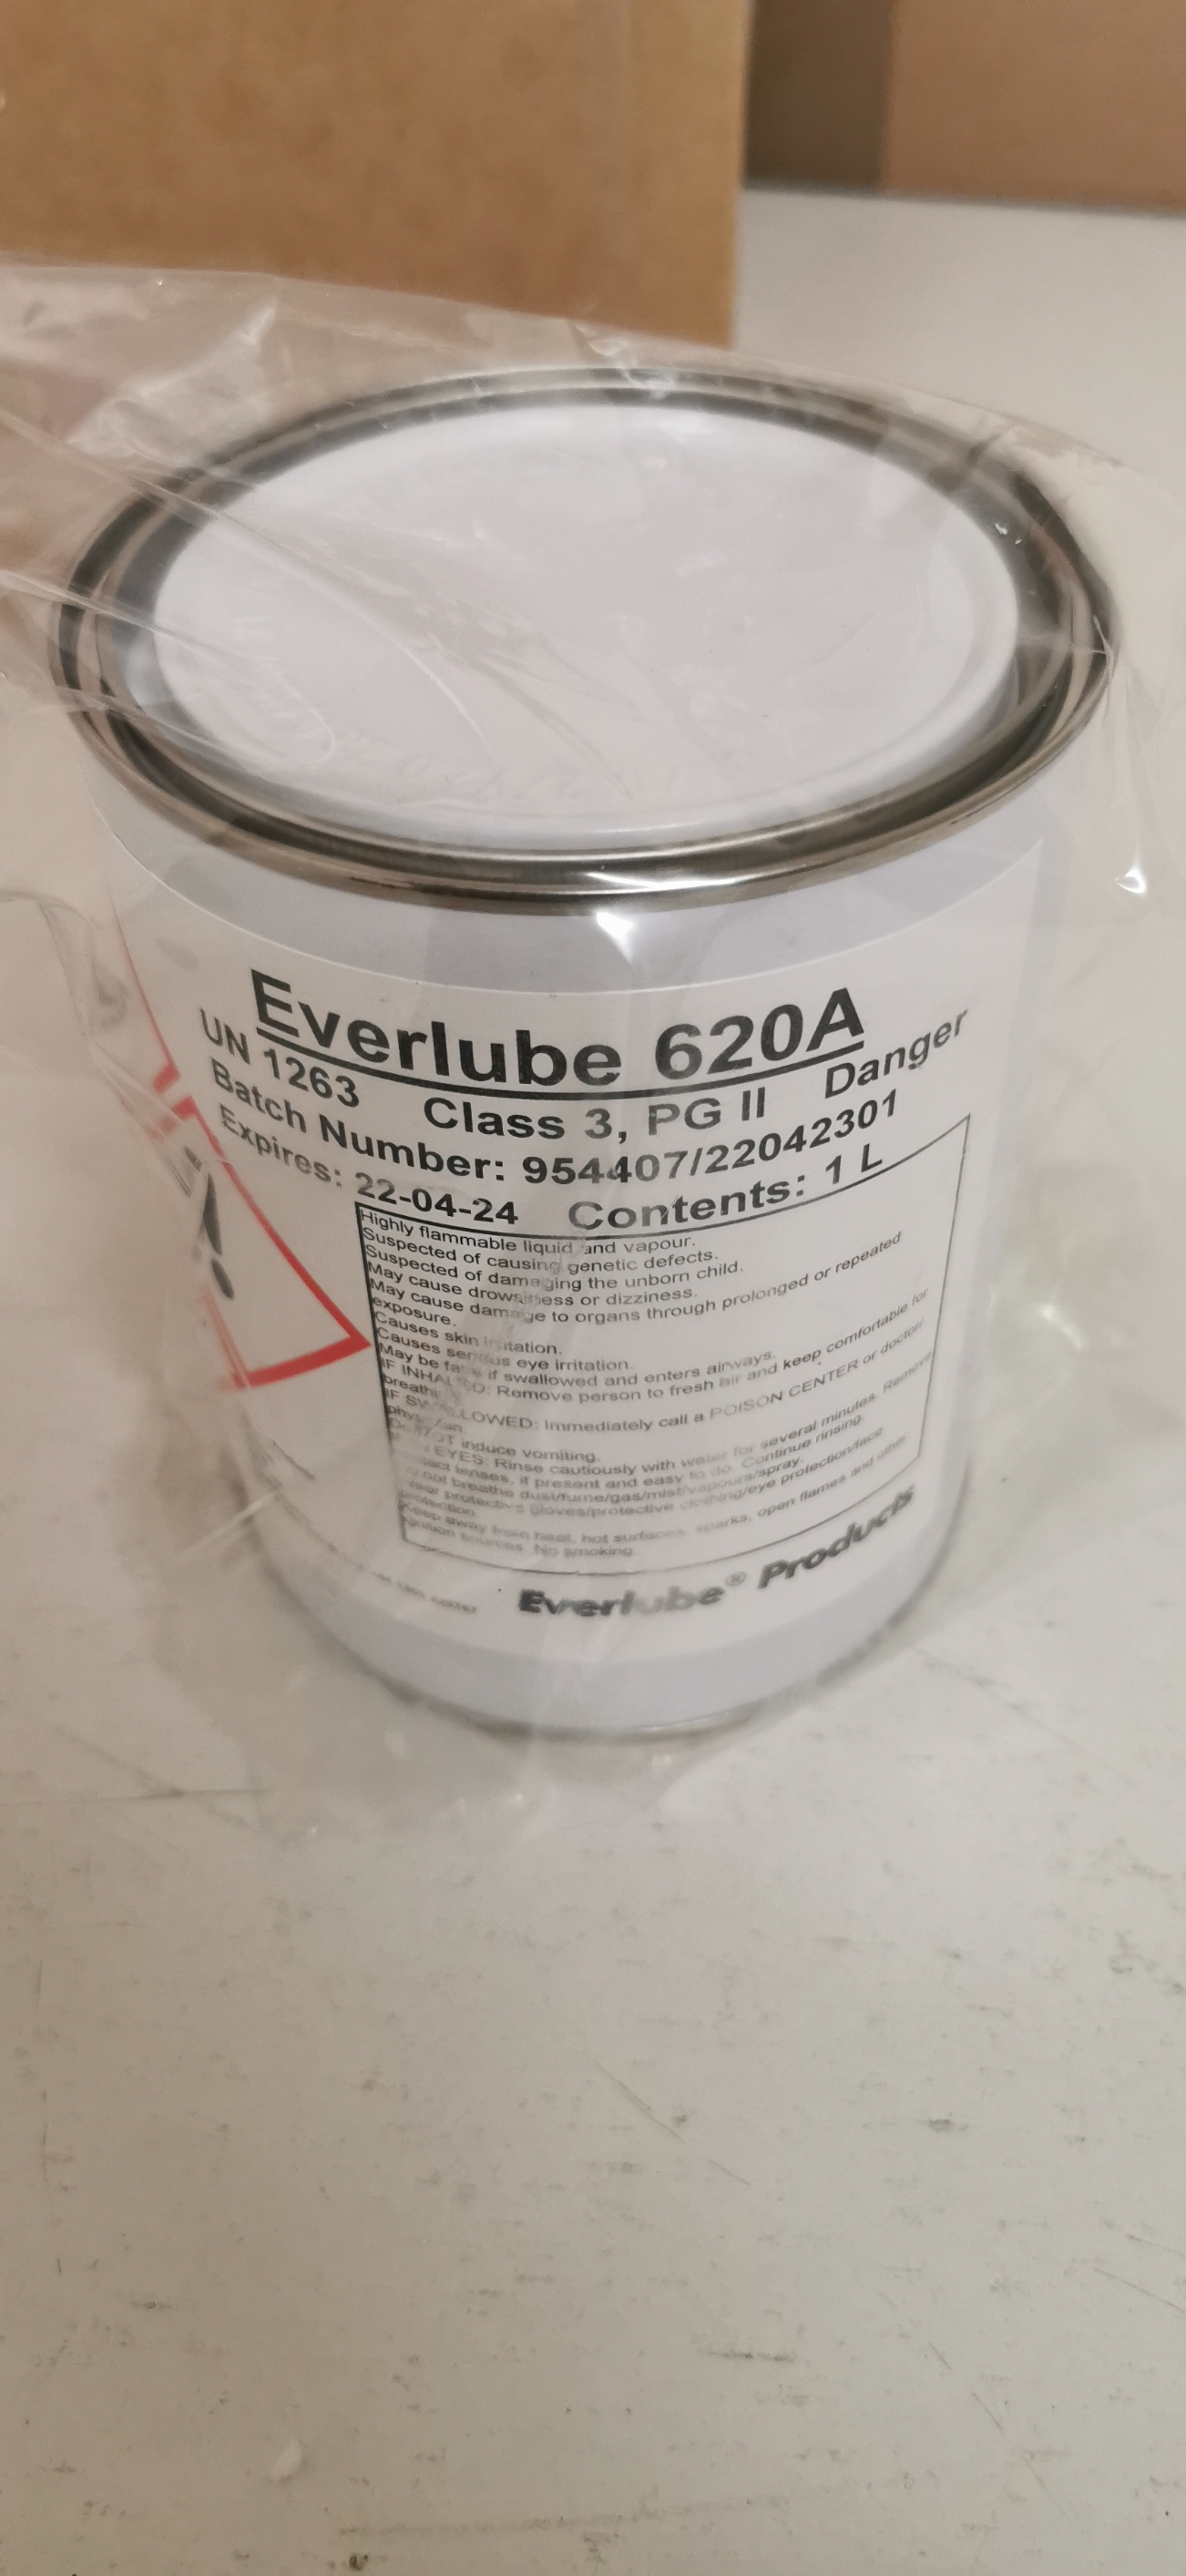 Everlube 620A
UN 1263 Class 3, PG II Danger
Batch Number: 954407/22042301
Expires: 22-04-24 Contents: 1 L
Highly flammable liquid and vapour.
Suspected of causing genetic defects.
Suspected of damaging the unborn child.
May cause drowsiness or dizziness.
May cause damage to organs through prolonged or repeated
exposure.
Causes skin irritation.
Causes serious eye irritation.
May be fatal if swallowed and enters airways.
IF INHALED: Remove person to fresh air and keep comfortable for
breathing.
IF SWALLOWED: Immediately call a POISON CENTER or doctor/
physician.
Do NOT induce vomiting.
EYES: Rinse cautiously with water for several minutes. Remove
contact lenses, if present and easy to do. Continue rinsing.
Do not breathe dust/fume/gas/mist/vapours/spray.
Wear protective gloves/protective clothing/eye protection/face
protection.
Keep away from heat, hot surfaces, sparks, open flames and other
ignition sources. No smoking.
Everlube® Products